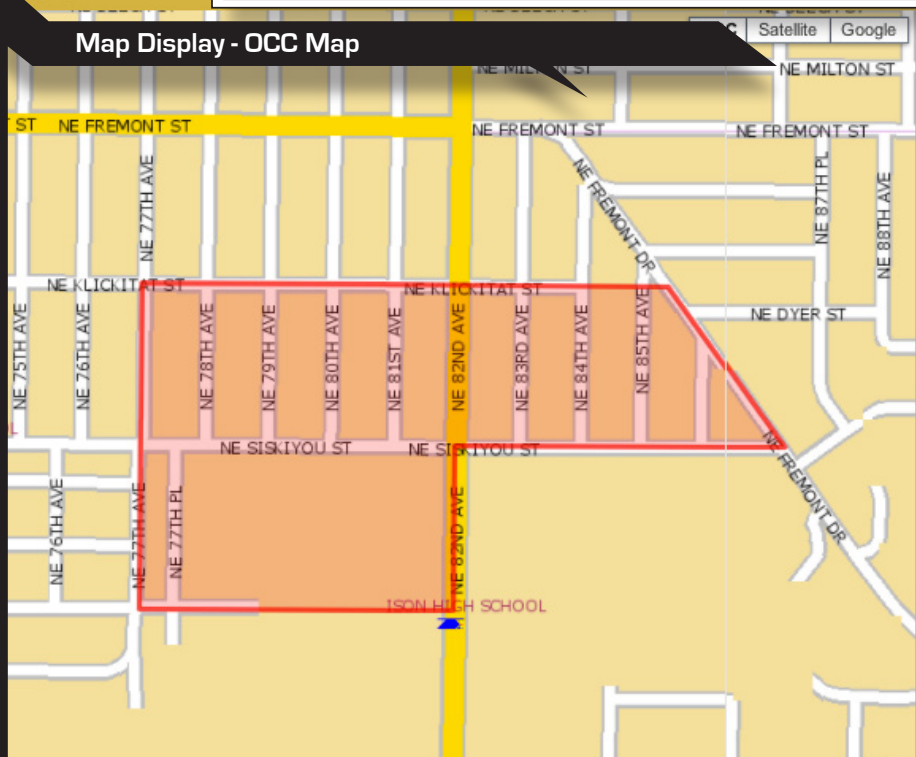 Map Display - OCC Map
Satellite
Google
NE MILTON ST
NE MILTON ST
ST
NE FREMONT ST
NE FREMONT ST
NE FREMONT ST
NE 77TH AVE
NE FREMONT DR
NE 87TH PL
NE 88TH AVE
NE KLICKITAT ST
NE KLICKITAT ST
NE DYER ST
NE 75TH AVE
NE 76TH AVE
NE 78TH AVE
NE 79TH AVE
NE 80TH AVE
NE 81ST AVE
NE 82ND AVE
NE 83RD AVE
NE 84TH AVE
NE 85TH AVE
NE SISKIYOU ST
NE SISKIYOU ST
NE FREMONT DR
NE 76TH AVE
NE 77TH AVE
NE 77TH PL
NE 82ND AVE
ISON HIGH SCHOOL